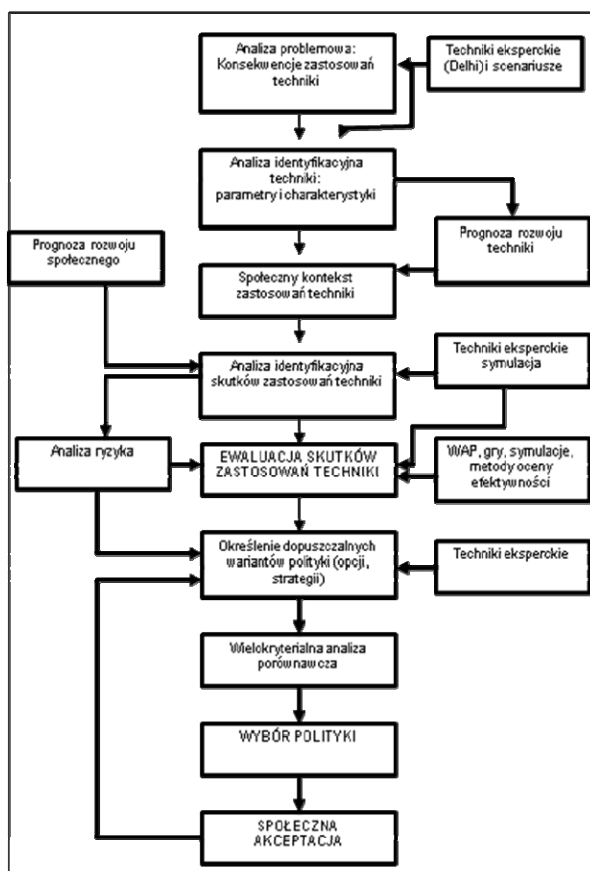 Analiza problemowa:
Konsekwencje zastosowań
techniki
Techniki eksperckie
(Delhi) i scenariusze
Analiza identyfikacyjna
techniki:
parametry i charakterystyki
Prognoza rozwoju
społecznego
Prognoza rozwoju
techniki
Społeczny kontekst
zastosowań techniki
Analiza identyfikacyjna
skutków zastosowań techniki
Techniki eksperckie
symulacja
Analiza ryzyka
EWALUACJA SKUTKÓW
ZASTOSOWAŃ TECHNIKI
WAP, gry, symulacje,
metody oceny
efektywności
Określenie dopuszczalnych
wariantów polityki (opcji,
strategii)
Techniki eksperckie
Wielokryterialna analiza
porównawcza
WYBÓR POLITYKI
SPOŁECZNA
AKCEPTACJA